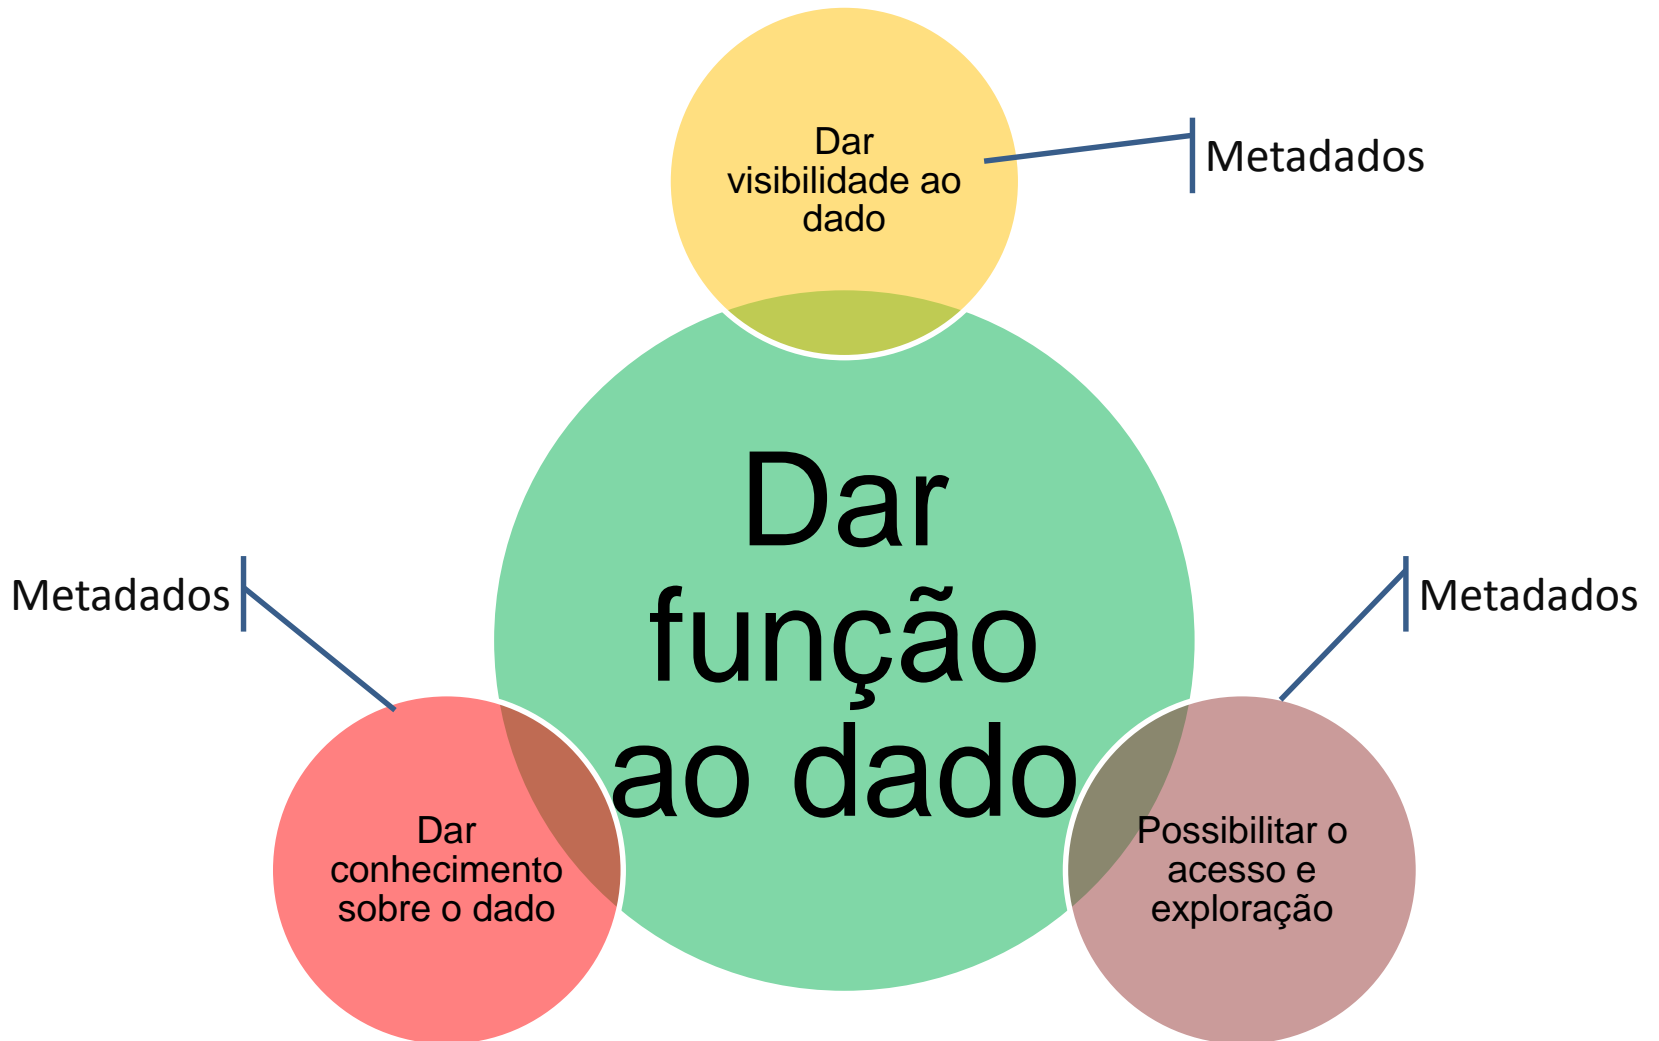 Dar
visibilidade ao
dado
Metadados
Dar
função
ao dado
Metadados
Metadados
Dar
conhecimento
sobre o dado
Possibilitar o
acesso e
exploração